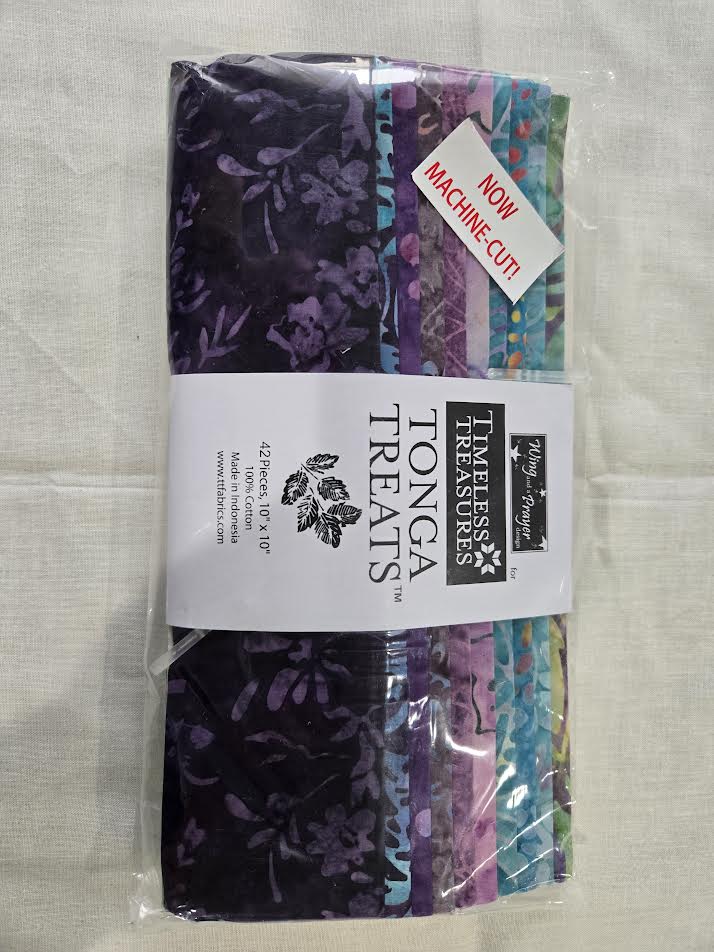 NOW
MACHINE-CUT!
Wing and a Prayer
design
for
TIMELESS
TREASURES
TONGA
TREATS™
42 Pieces, 10" x 10"
100% Cotton
Made in Indonesia
www.ttfabrics.com